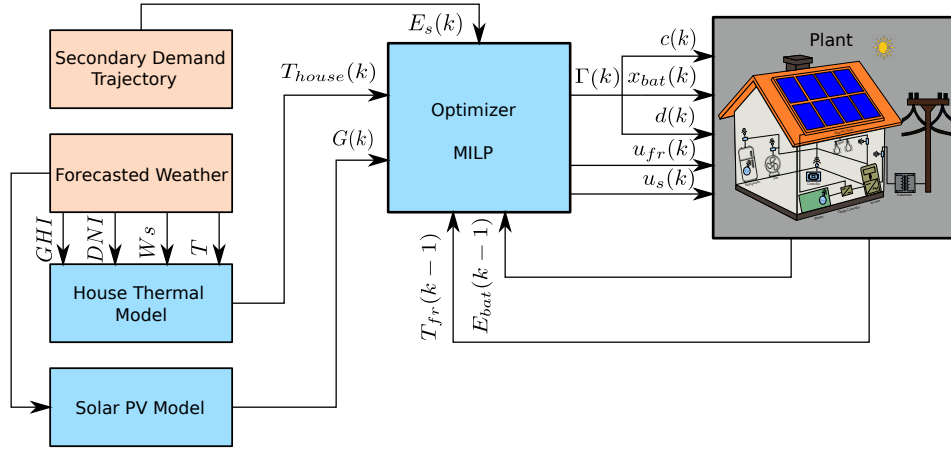 E_s(k)
Secondary Demand
Trajectory
T_house(k)
G(k)
Forecasted Weather
GHI
DNI
Ws
T
House Thermal
Model
Solar PV Model
Optimizer
MILP
Γ(k)
c(k)
x_bat(k)
d(k)
u_fr(k)
u_s(k)
T_fr(k − 1)
E_bat(k − 1)
Plant